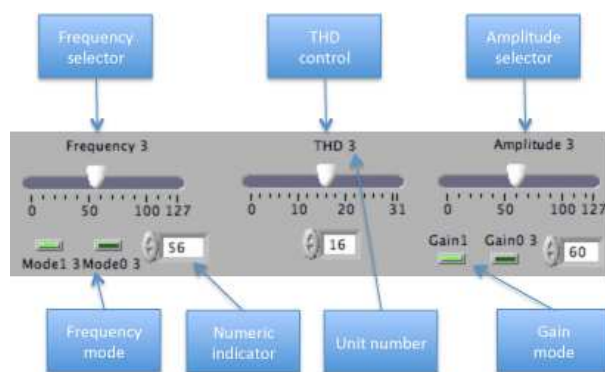 Frequency
selector
THD
control
Amplitude
selector
Frequency 3
THD 3
Amplitude 3
0 50 100 127
0 10 20 31
0 50 100 127
Mode1 3 Mode0 3
56
16
Gain1 Gain0 3
60
Frequency
mode
Numeric
indicator
Unit number
Gain
mode